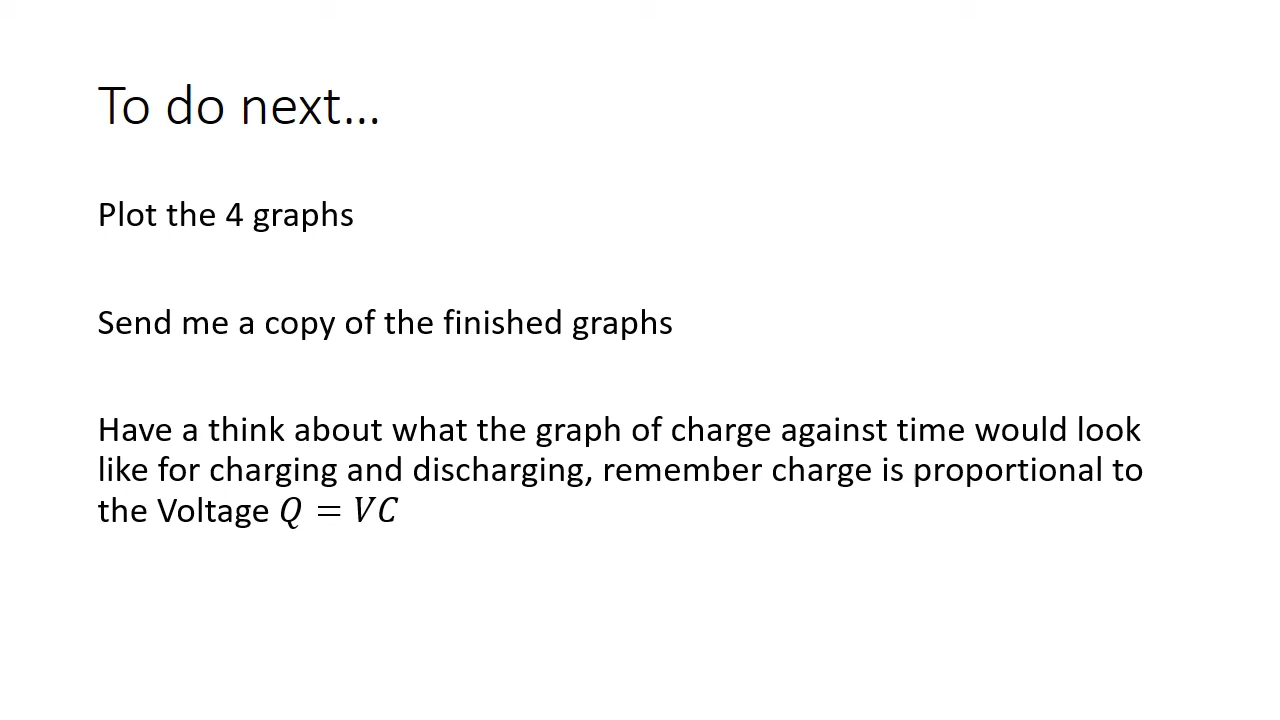 To do next...
Plot the 4 graphs
Send me a copy of the finished graphs
Have a think about what the graph of charge against time would look
like for charging and discharging, remember charge is proportional to
the Voltage 𝑄 = 𝑉𝐶